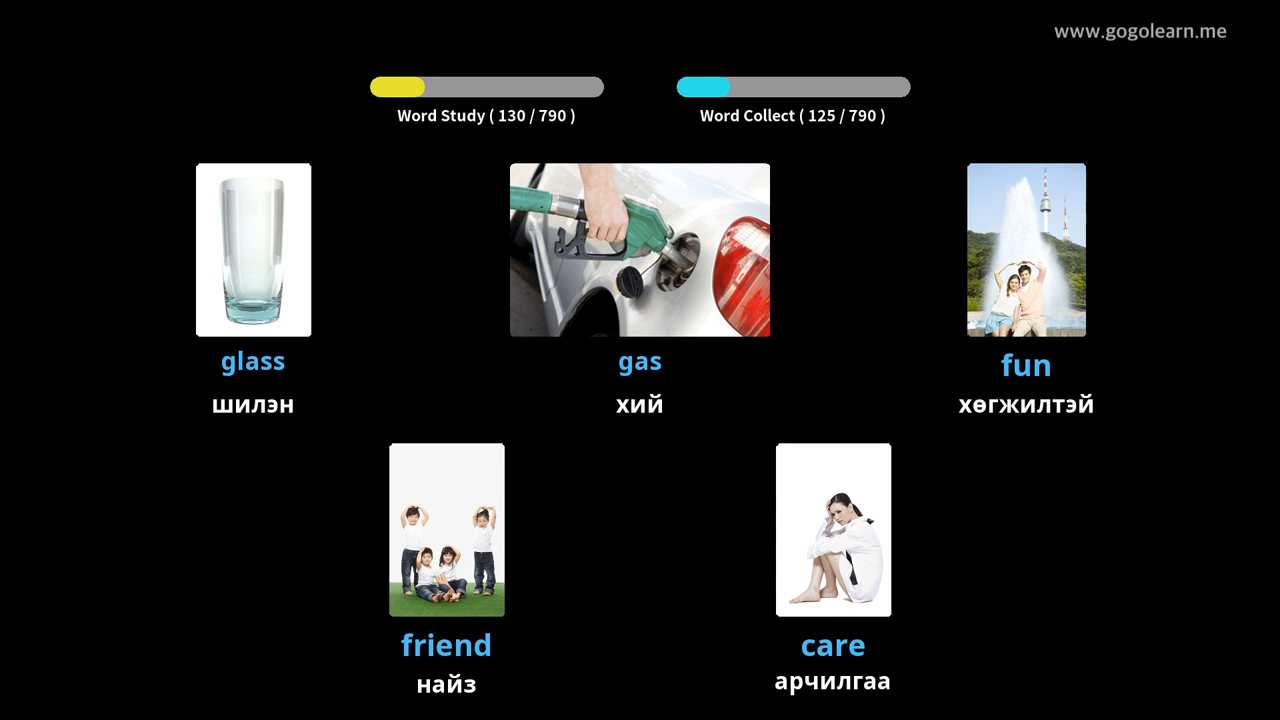 www.gogolearn.me
Word Study ( 130 / 790 )
Word Collect ( 125 / 790 )
glass
шилэн
gas
хий
fun
хөгжилтэй
friend
найз
care
арчилгаа